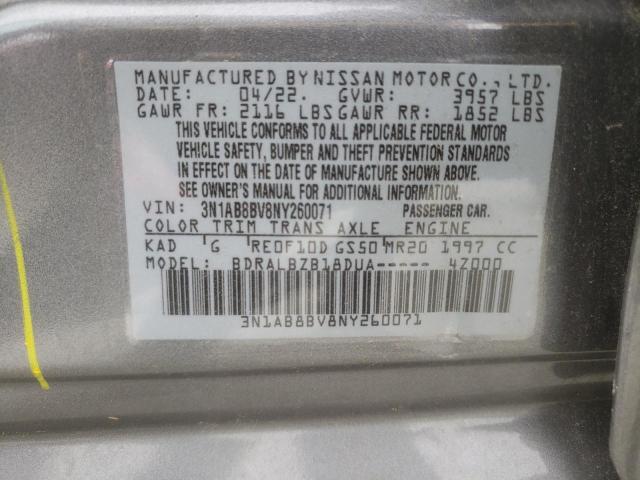 MANUFACTURED BY NISSAN MOTOR CO., LTD.
DATE: 04/22. GVWR: 3957 LBS
GAWR FR: 2116 LBS GAWR RR: 1852 LBS
THIS VEHICLE CONFORMS TO ALL APPLICABLE FEDERAL MOTOR
VEHICLE SAFETY, BUMPER AND THEFT PREVENTION STANDARDS
IN EFFECT ON THE DATE OF MANUFACTURE SHOWN ABOVE.
SEE OWNER'S MANUAL FOR ADDITIONAL INFORMATION.
VIN: 3N1AB8BV8NY260071 PASSENGER CAR.
COLOR TRIM TRANS AXLE ENGINE
KAD G RE0F10D GS50 MR20 1997 CC
MODEL: BDRALBZB18DUA----- 4Z000
3N1AB8BV8NY260071